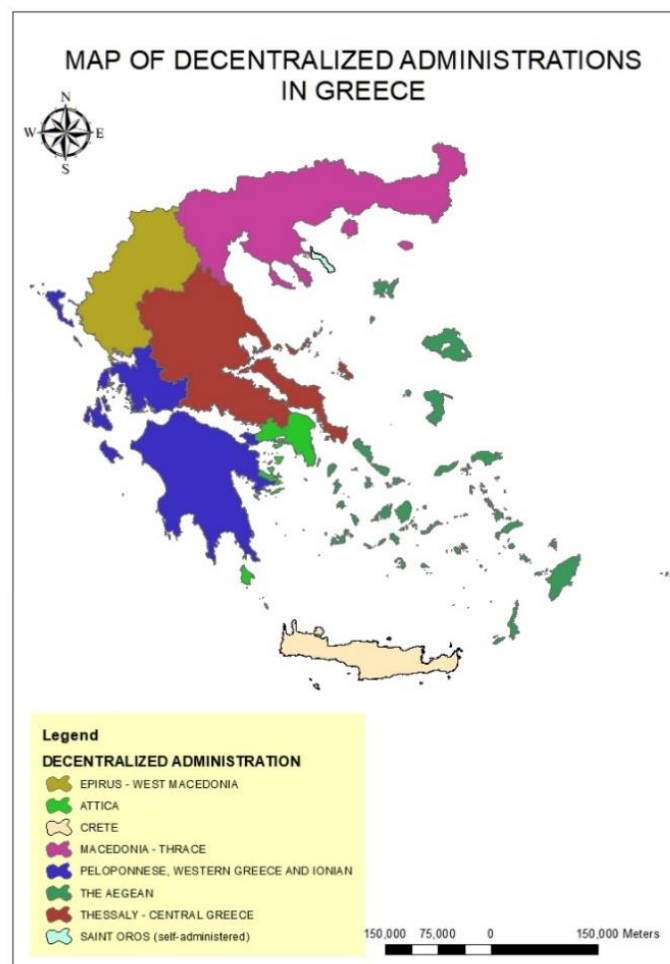 MAP OF DECENTRALIZED ADMINISTRATIONS
IN GREECE
N
W E
S
Legend
DECENTRALIZED ADMINISTRATION
EPIRUS - WEST MACEDONIA
ATTICA
CRETE
MACEDONIA - THRACE
PELOPONNESE, WESTERN GREECE AND IONIAN
THE AEGEAN
THESSALY - CENTRAL GREECE
SAINT OROS (self-administered)
150,000 75,000 0 150,000 Meters